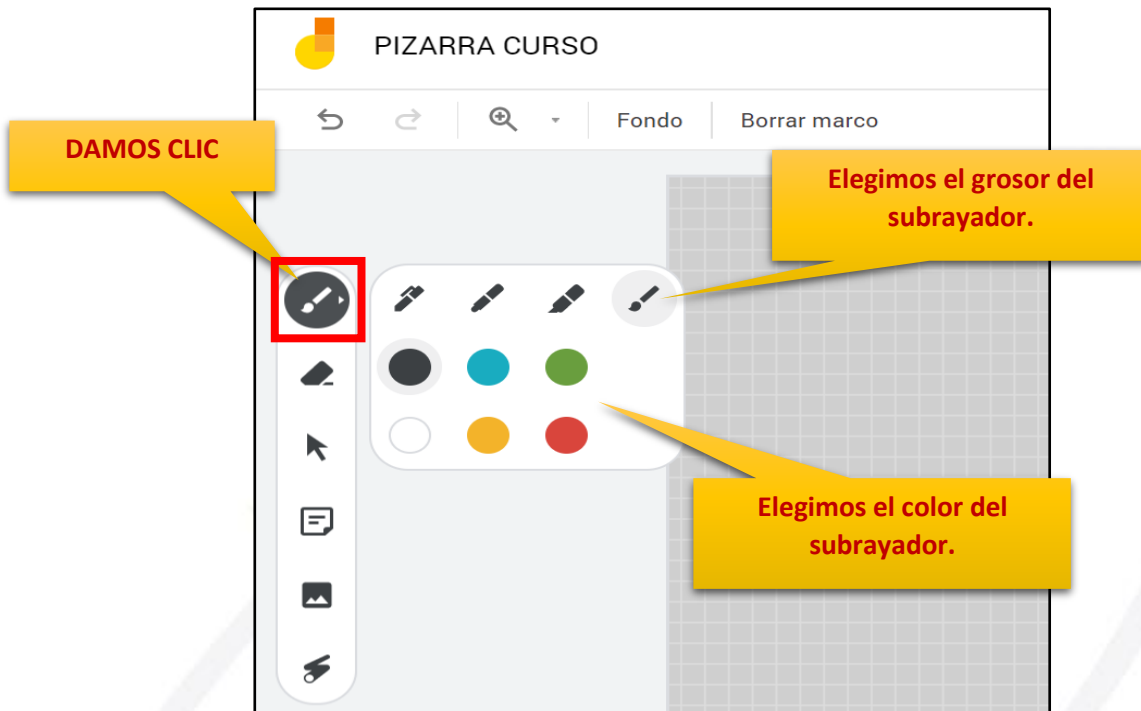 PIZARRA CURSO
Fondo
Borrar marco
DAMOS CLIC
Elegimos el grosor del
subrayador.
Elegimos el color del
subrayador.